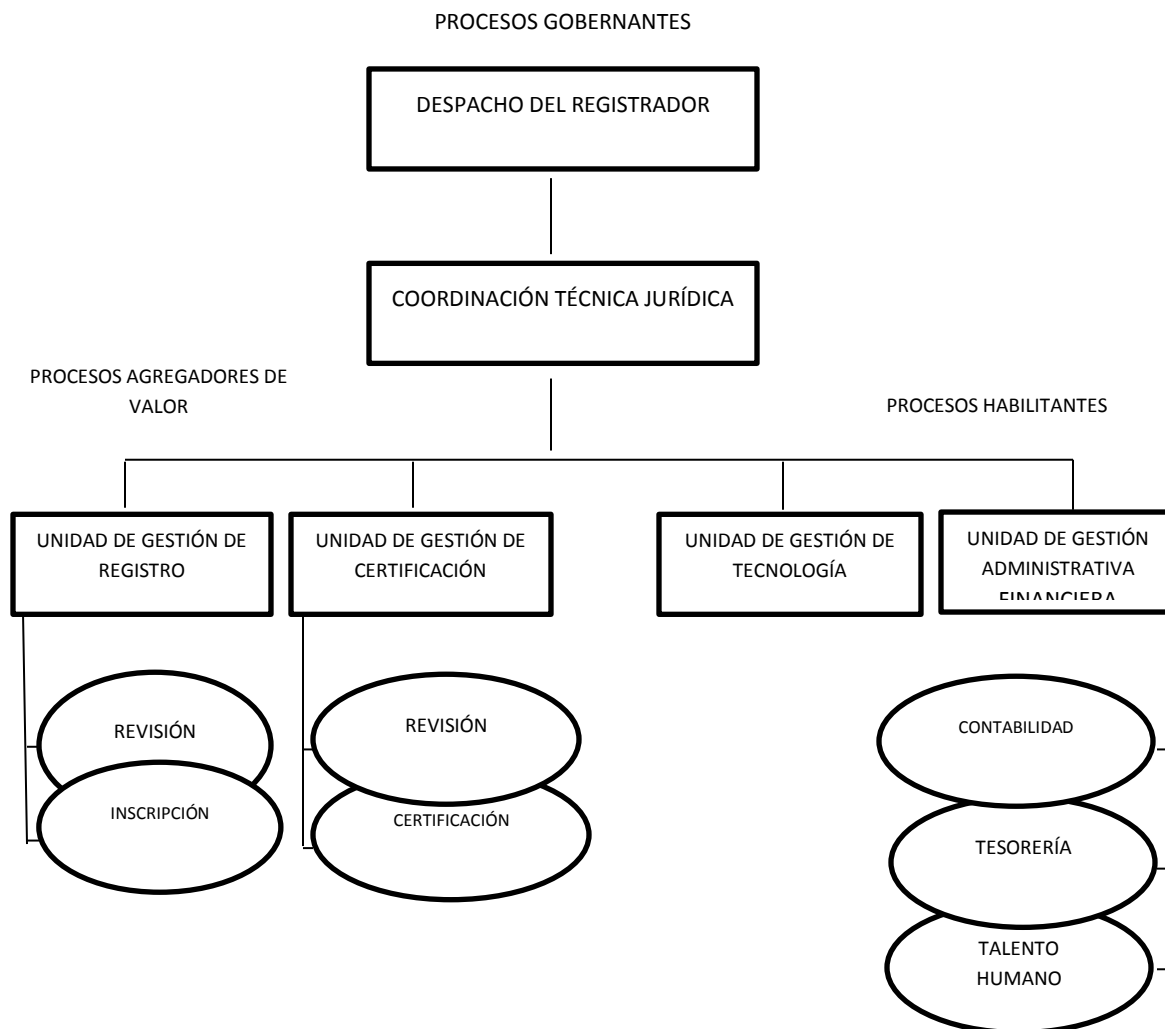 PROCESOS GOBERNANTES
DESPACHO DEL REGISTRADOR
COORDINACIÓN TÉCNICA JURÍDICA
PROCESOS AGREGADORES DE
VALOR
PROCESOS HABILITANTES
UNIDAD DE GESTIÓN DE
REGISTRO
UNIDAD DE GESTIÓN DE
CERTIFICACIÓN
UNIDAD DE GESTIÓN DE
TECNOLOGÍA
UNIDAD DE GESTIÓN
ADMINISTRATIVA
FINANCIERA
REVISIÓN
INSCRIPCIÓN
REVISIÓN
CERTIFICACIÓN
CONTABILIDAD
TESORERÍA
TALENTO
HUMANO